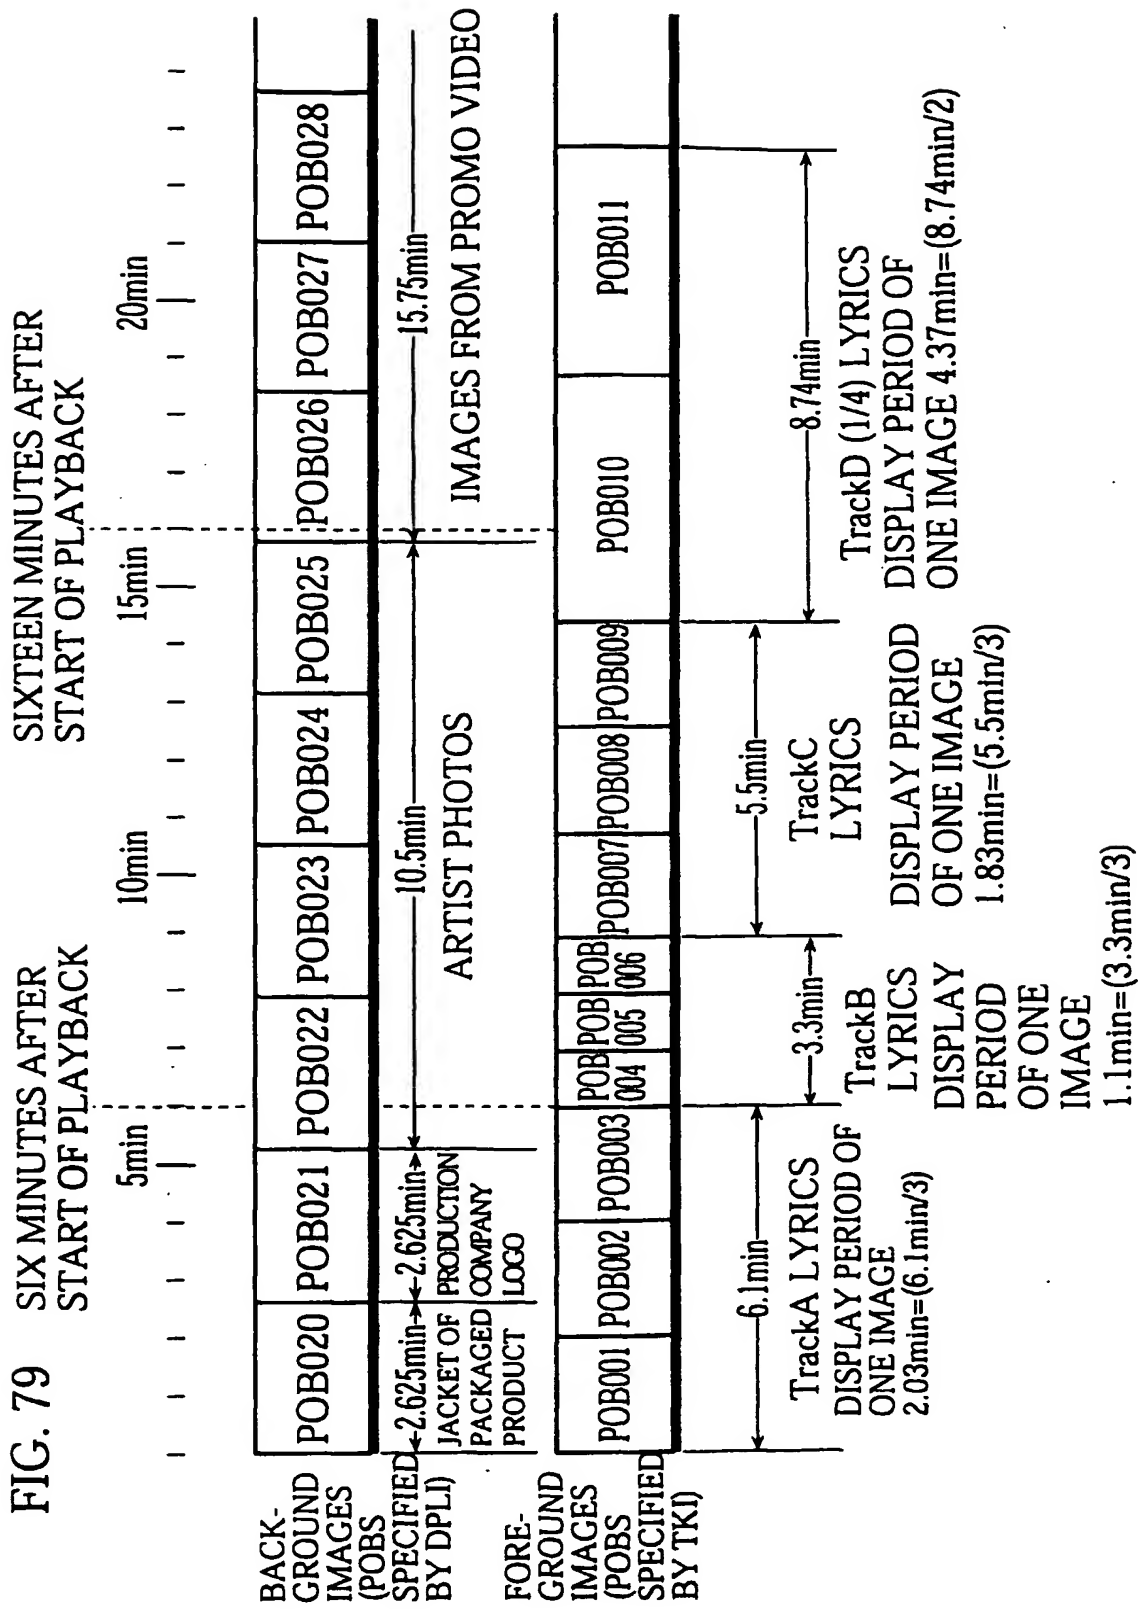 FIG. 79
SIX MINUTES AFTER
START OF PLAYBACK
SIXTEEN MINUTES AFTER
START OF PLAYBACK
5min
10min
15min
20min
BACK-
GROUND
IMAGES
(POBS
SPECIFIED
BY DPLI)
POB020
POB021
POB022
POB023
POB024
POB025
POB026
POB027
POB028
2.625min
2.625min
10.5min
15.75min
JACKET OF
PACKAGED
PRODUCT
PRODUCTION
COMPANY
LOGO
ARTIST PHOTOS
IMAGES FROM PROMO VIDEO
FORE-
GROUND
IMAGES
(POBS
SPECIFIED
BY TKI)
POB001
POB002
POB003
POB
004
POB
005
POB
006
POB007
POB008
POB009
POB010
POB011
6.1min
3.3min
5.5min
8.74min
TrackA LYRICS
DISPLAY PERIOD OF
ONE IMAGE
2.03min=(6.1min/3)
TrackB
LYRICS
DISPLAY
PERIOD
OF ONE
IMAGE
1.1min=(3.3min/3)
TrackC
LYRICS
DISPLAY PERIOD
OF ONE IMAGE
1.83min=(5.5min/3)
TrackD (1/4) LYRICS
DISPLAY PERIOD OF
ONE IMAGE 4.37min=(8.74min/2)